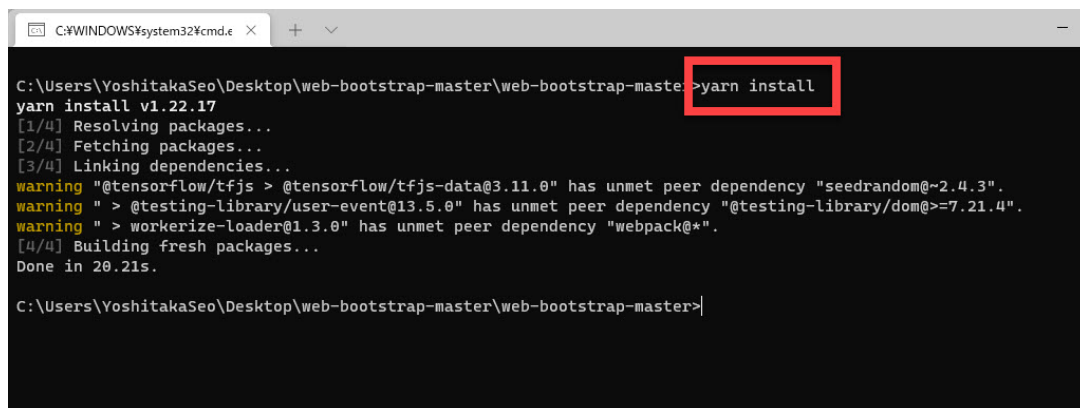 C:¥WINDOWS¥system32¥cmd.e
C:\Users\YoshitakaSeo\Desktop\web-bootstrap-master\web-bootstrap-master>yarn install
yarn install v1.22.17
[1/4] Resolving packages...
[2/4] Fetching packages...
[3/4] Linking dependencies...
warning "@tensorflow/tfjs > @tensorflow/tfjs-data@3.11.0" has unmet peer dependency "seedrandom@~2.4.3".
warning " > @testing-library/user-event@13.5.0" has unmet peer dependency "@testing-library/dom@>=7.21.4".
warning " > workerize-loader@1.3.0" has unmet peer dependency "webpack@*".
[4/4] Building fresh packages...
Done in 20.21s.
C:\Users\YoshitakaSeo\Desktop\web-bootstrap-master\web-bootstrap-master>